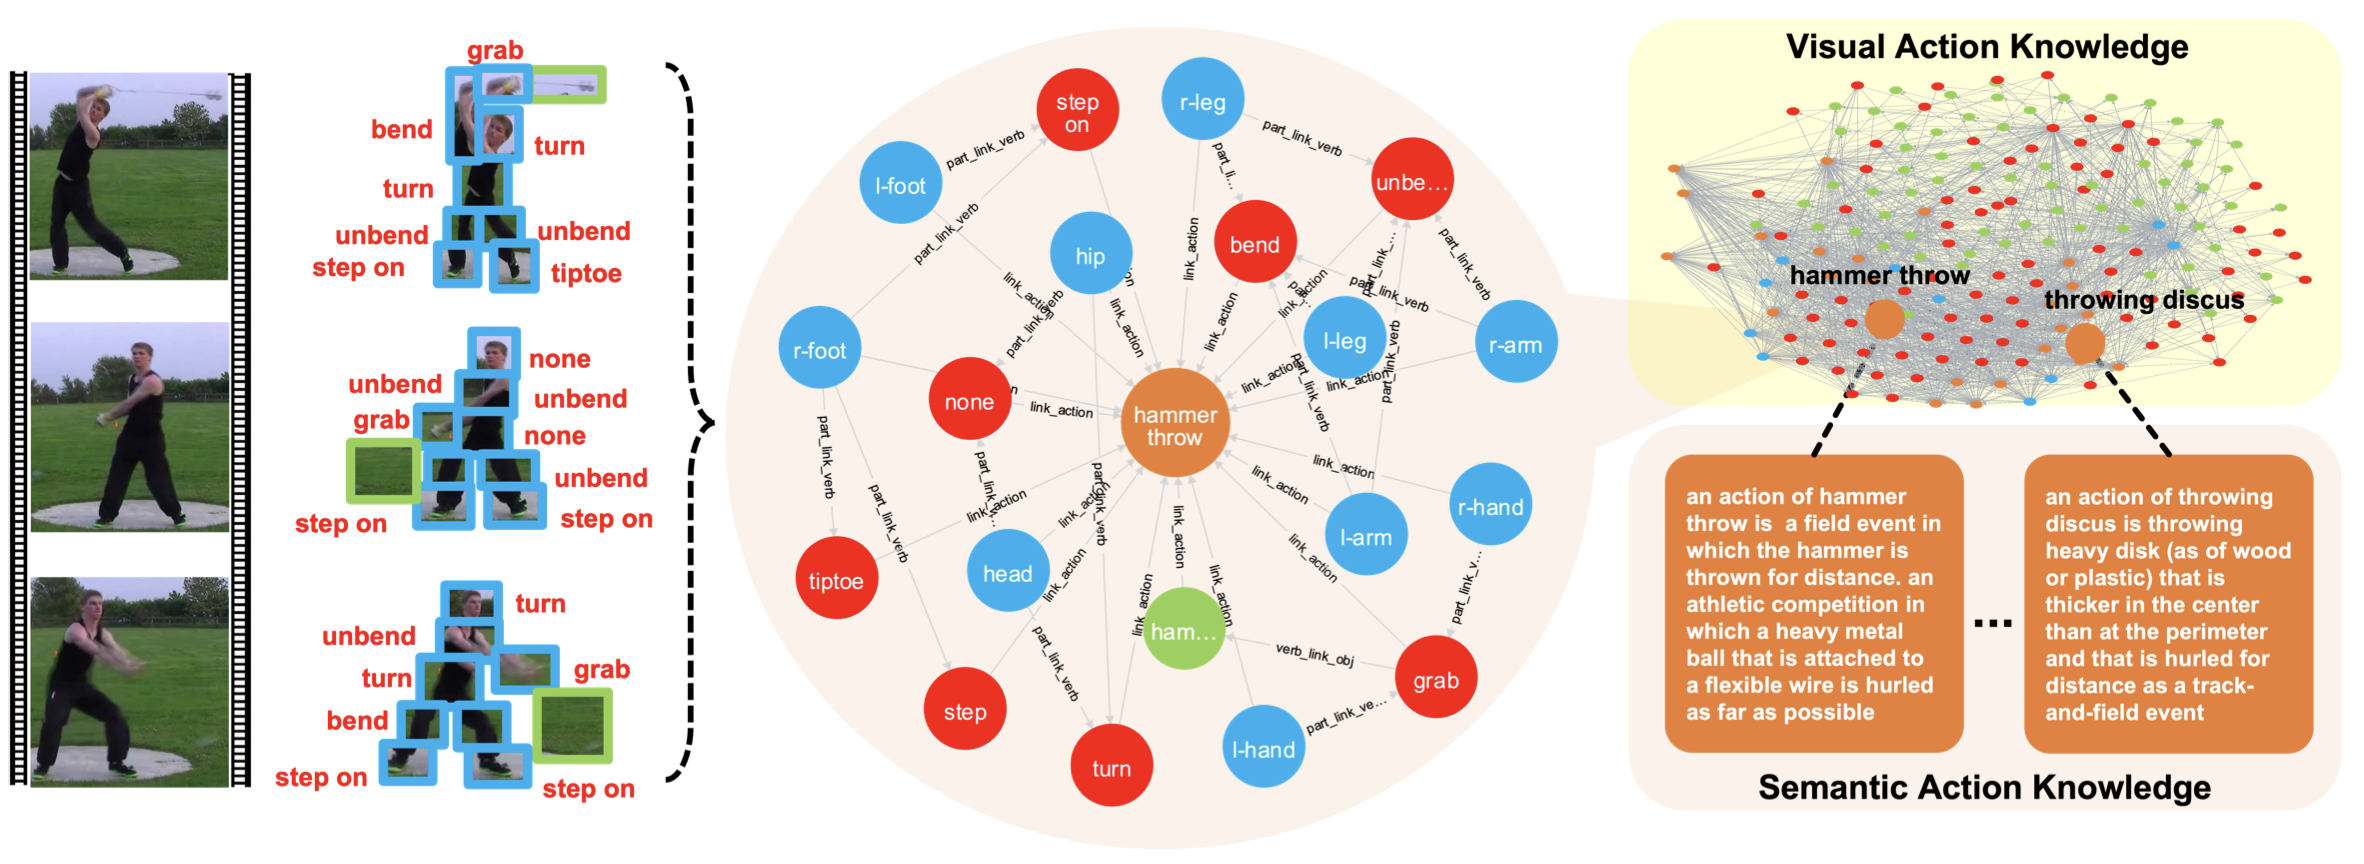 grab
bend
turn
turn
unbend
unbend
step on
tiptoe
none
unbend
unbend
grab
none
unbend
step on
step on
turn
unbend
grab
turn
bend
step on
step on
step
on
r-leg
part_link_verb
part_link_verb
l-foot
part_li...
unbe...
part_link_verb
hip
link_action
bend
part_link_...
part_link_verb
link_action
on
link_action
part_link_verb
pa...
link_action
r-foot
part_link_verb
link_action
l-leg
r-arm
part_link_verb
link_action
link_action
none
n
link_action
hammer
throw
part_link_verb
part_link_verb
part_link_...
part_link_verb
link_action
link_action
r-hand
part_link_verb
link_action
link_action
link_action
l-arm
tiptoe
head
link_action
link_action
part_link_v...
link_action
link_action
ham...
part_link_verb
verb_link_obj
grab
step
part_link_ve...
turn
l-hand
Visual Action Knowledge
hammer throw
throwing discus
an action of hammer
throw is a field event in
which the hammer is
thrown for distance. an
athletic competition in
which a heavy metal
ball that is attached to
a flexible wire is hurled
as far as possible
...
an action of throwing
discus is throwing
heavy disk (as of wood
or plastic) that is
thicker in the center
than at the perimeter
and that is hurled for
distance as a track-
and-field event
Semantic Action Knowledge